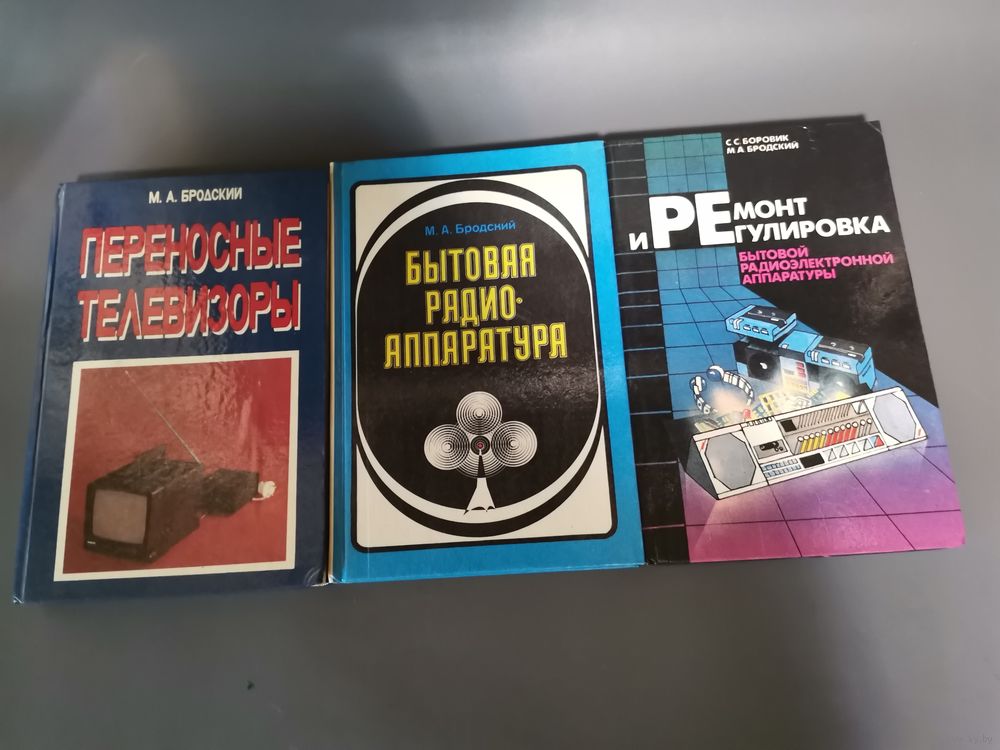 М. А. БРОДСКИЙ
ПЕРЕНОСНЫЕ
ТЕЛЕВИЗОРЫ
М. А. Бродский
БЫТОВАЯ
РАДИО-
АППАРАТУРА
С. С. БОРОВИК
М. А. БРОДСКИЙ
РЕМОНТ
И РЕГУЛИРОВКА
БЫТОВОЙ
РАДИОЭЛЕКТРОННОЙ
АППАРАТУРЫ